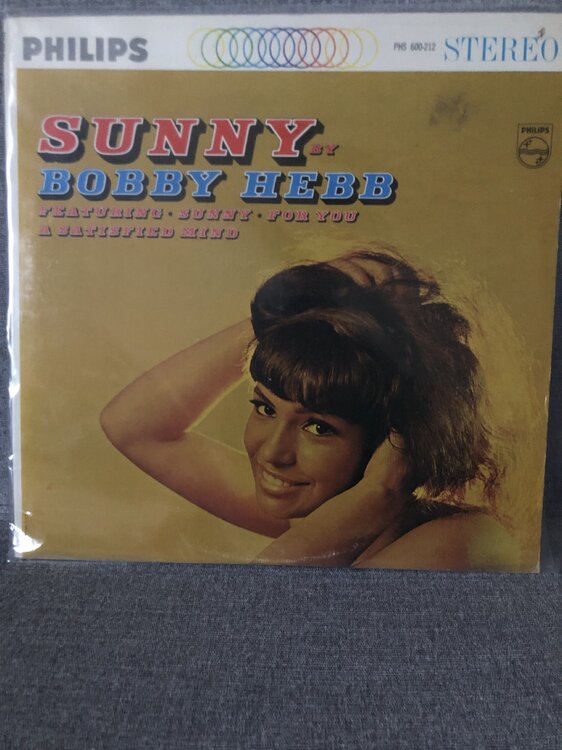 PHILIPS
PHS 600-212
STEREO
PHILIPS
SUNNY BY
BOBBY HEBB
FEATURING · SUNNY · FOR YOU
A SATISFIED MIND